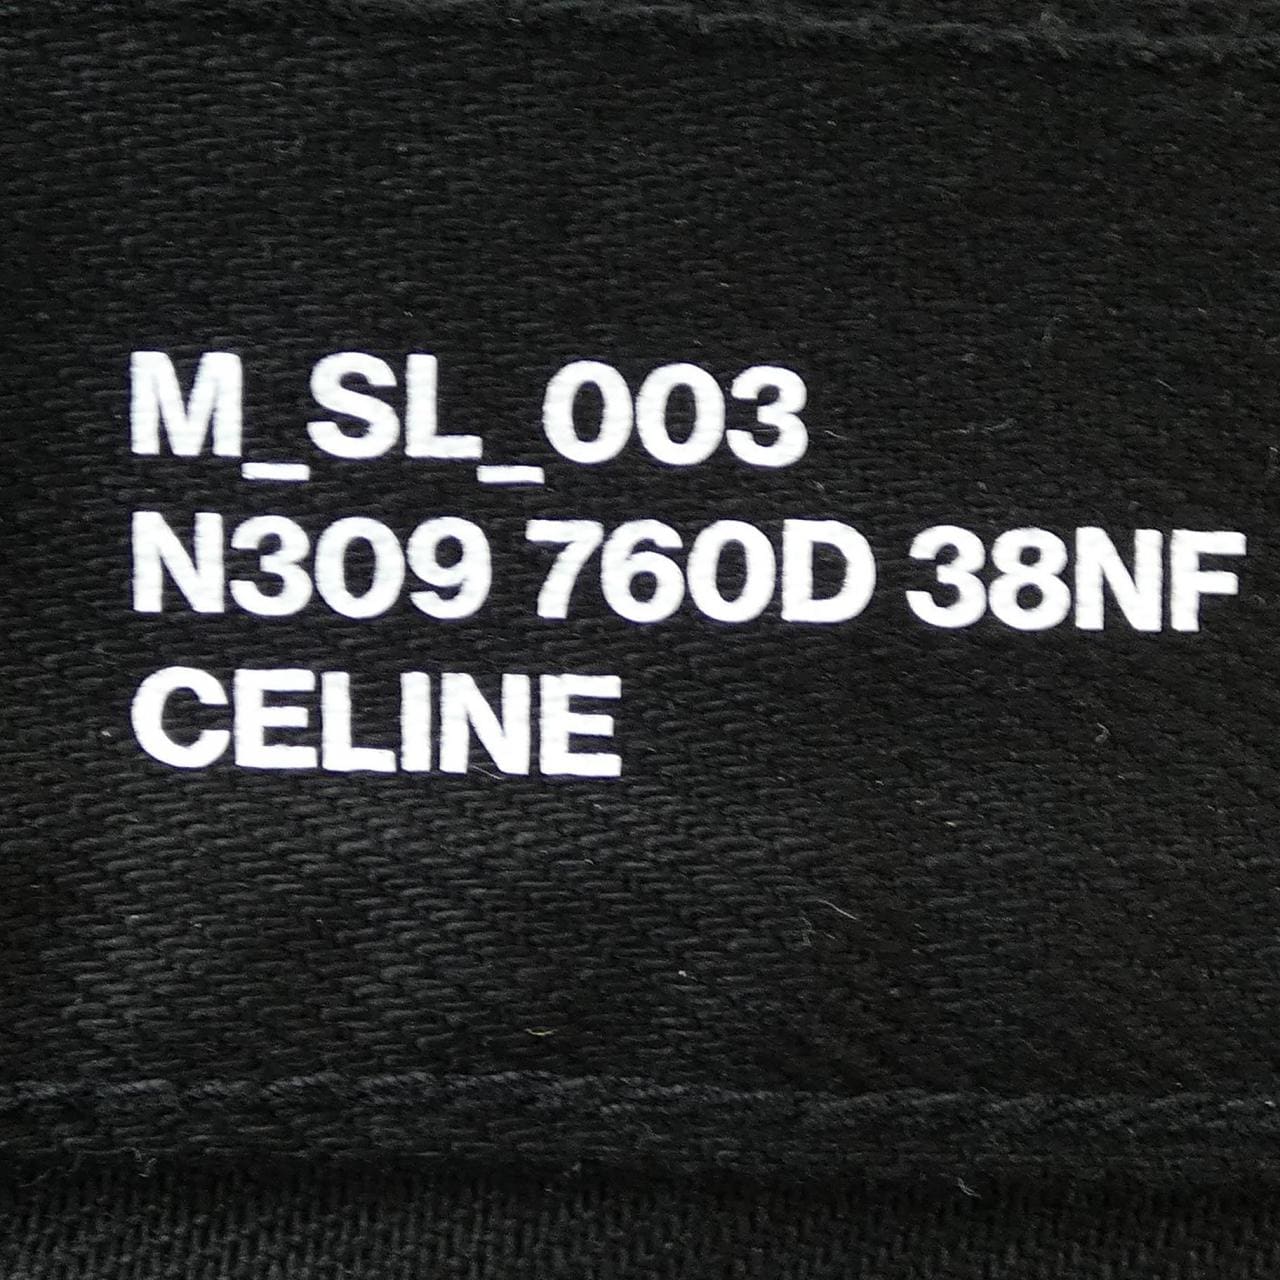 M_SL_003
N309 760D 38NF
CELINE